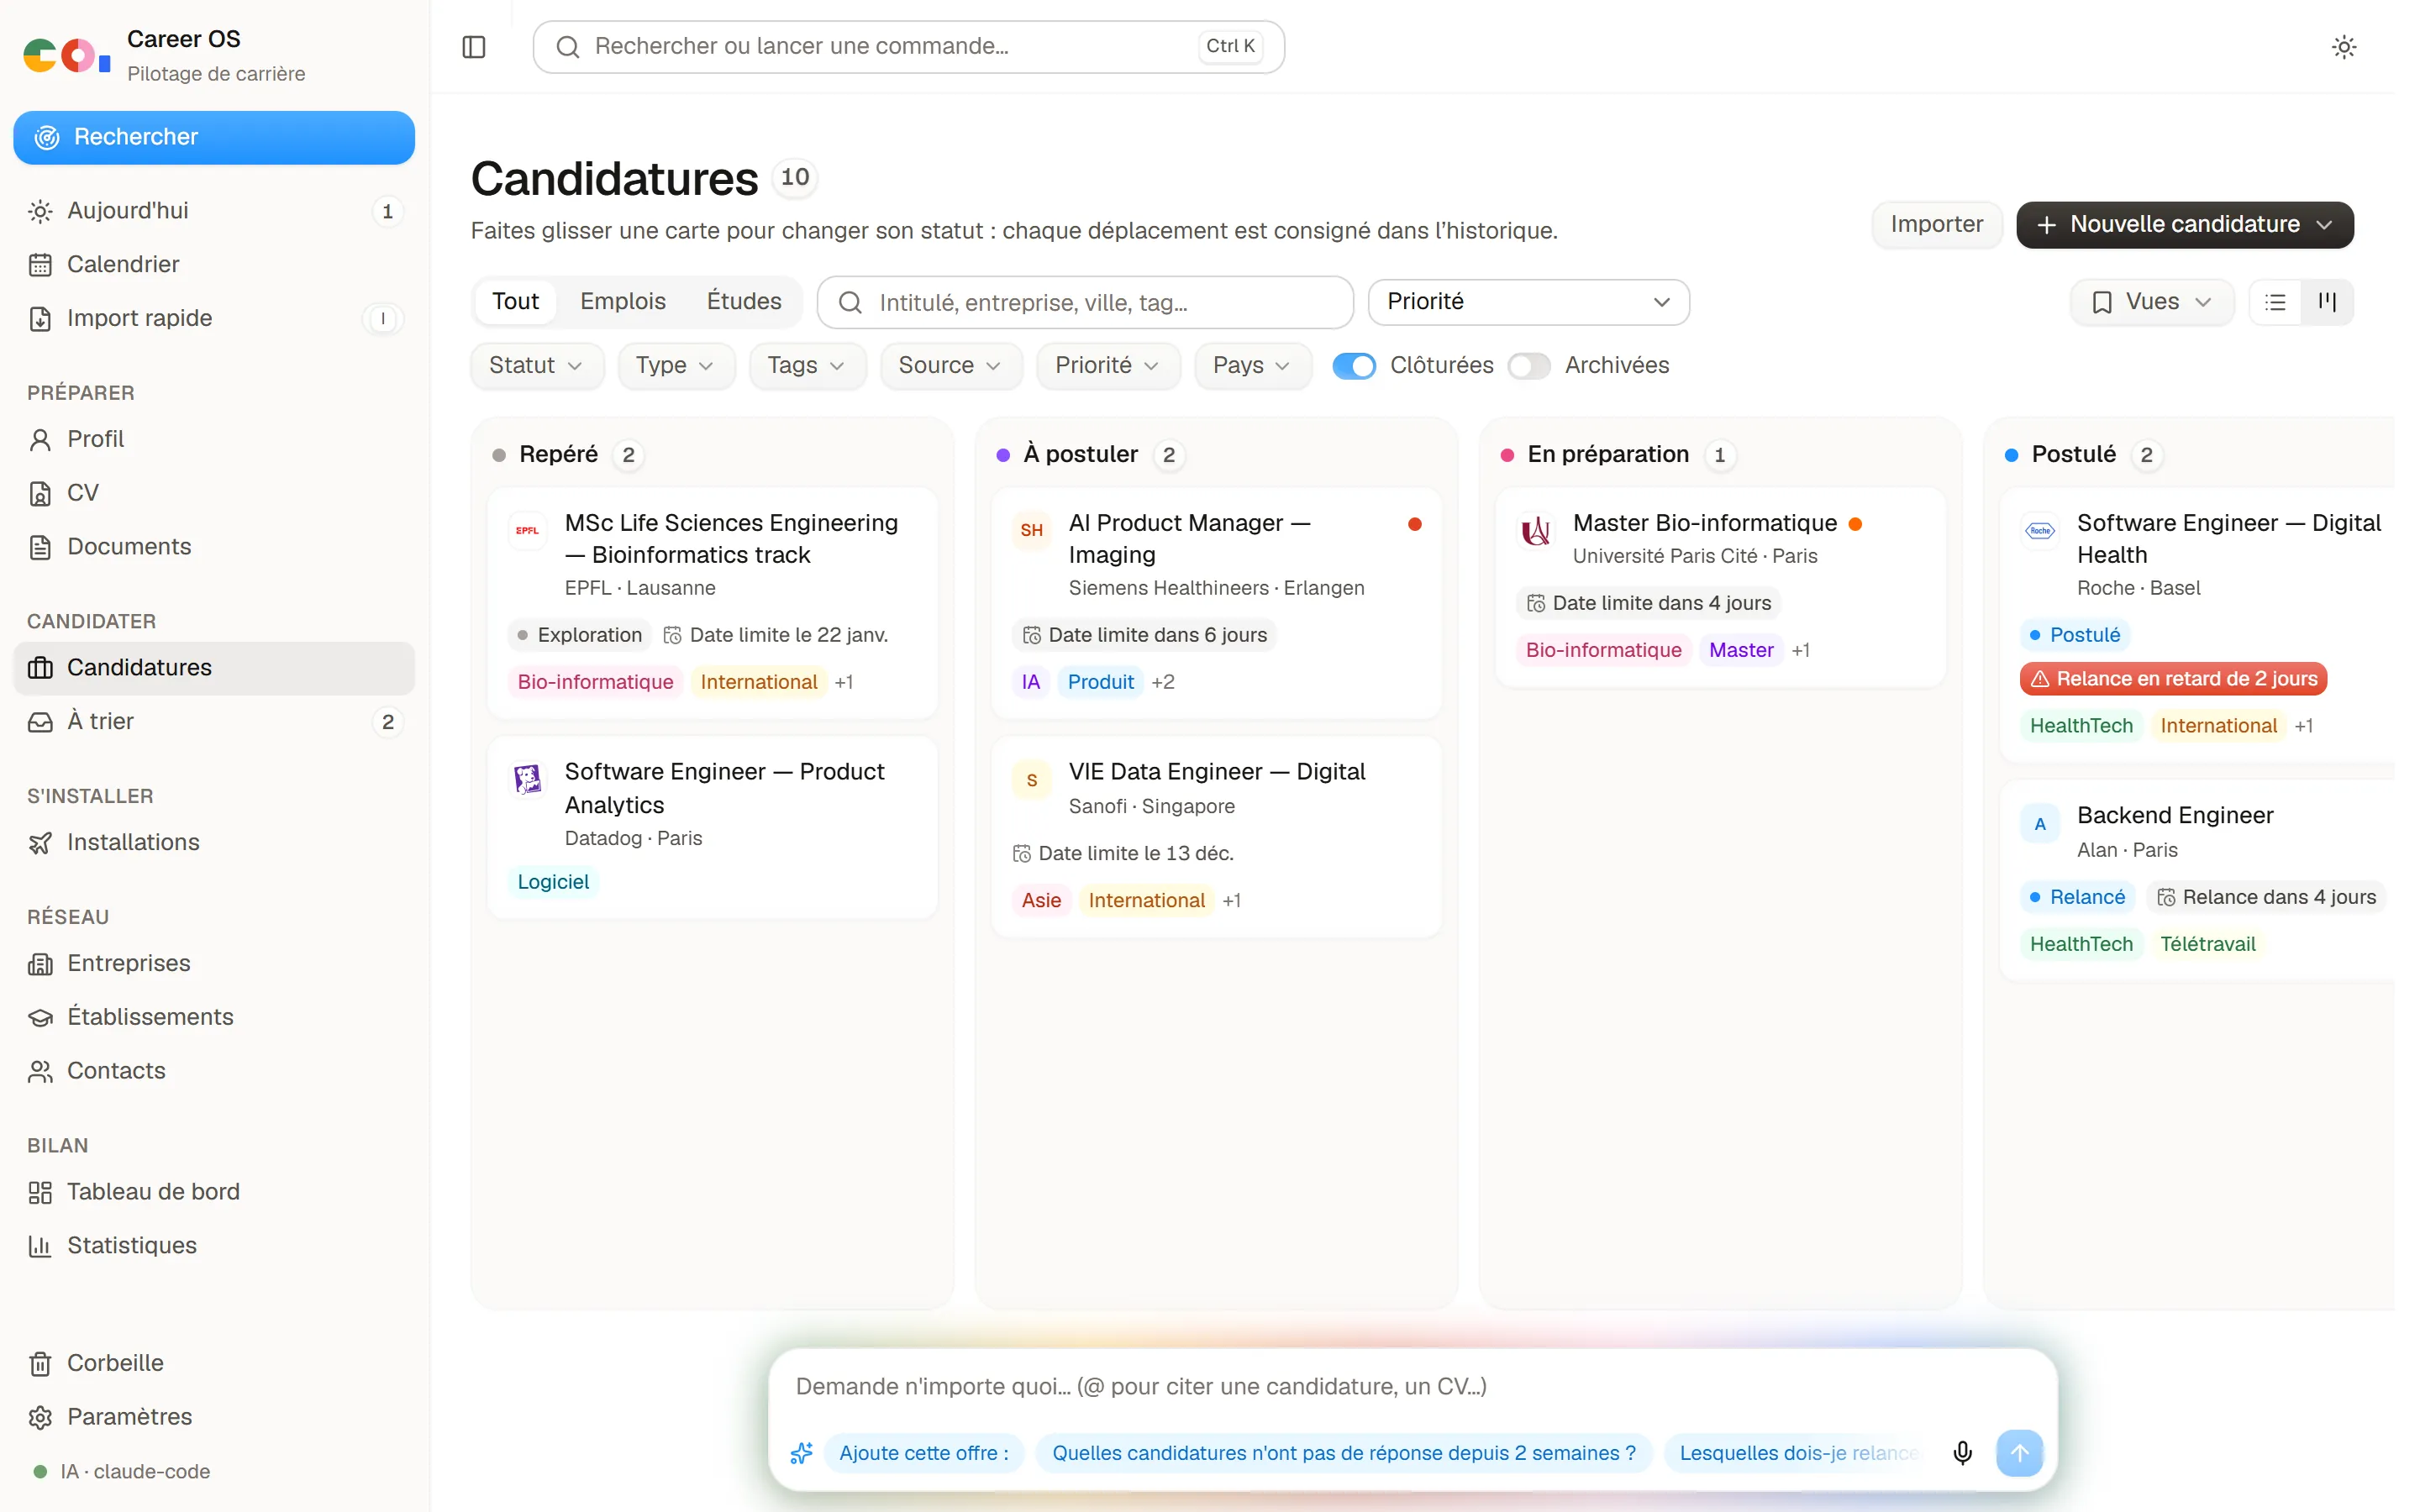 Career OS
Pilotage de carrière
Rechercher
Aujourd'hui 1
Calendrier
Import rapide I
PRÉPARER
Profil
CV
Documents
CANDIDATER
Candidatures
À trier 2
S'INSTALLER
Installations
RÉSEAU
Entreprises
Établissements
Contacts
BILAN
Tableau de bord
Statistiques
Corbeille
Paramètres
IA · claude-code
Rechercher ou lancer une commande... Ctrl K
Candidatures 10
Faites glisser une carte pour changer son statut : chaque déplacement est consigné dans l’historique.
Importer
Nouvelle candidature
Tout Emplois Études
Intitulé, entreprise, ville, tag...
Priorité
Vues
Statut Type Tags Source Priorité Pays Clôturées Archivées
Repéré 2
EPFL
MSc Life Sciences Engineering
— Bioinformatics track
EPFL · Lausanne
Exploration Date limite le 22 janv.
Bio-informatique International +1
Software Engineer — Product
Analytics
Datadog · Paris
Logiciel
À postuler 2
SH
AI Product Manager —
Imaging
Siemens Healthineers · Erlangen
Date limite dans 6 jours
IA Produit +2
S
VIE Data Engineer — Digital
Sanofi · Singapore
Date limite le 13 déc.
Asie International +1
En préparation 1
Master Bio-informatique
Université Paris Cité · Paris
Date limite dans 4 jours
Bio-informatique Master +1
Postulé 2
Roche
Software Engineer — Digital
Health
Roche · Basel
Postulé
Relance en retard de 2 jours
HealthTech International +1
A
Backend Engineer
Alan · Paris
Relancé Relance dans 4 jours
HealthTech Télétravail
Demande n'importe quoi... (@ pour citer une candidature, un CV...)
Ajoute cette offre : Quelles candidatures n'ont pas de réponse depuis 2 semaines ? Lesquelles dois-je relance